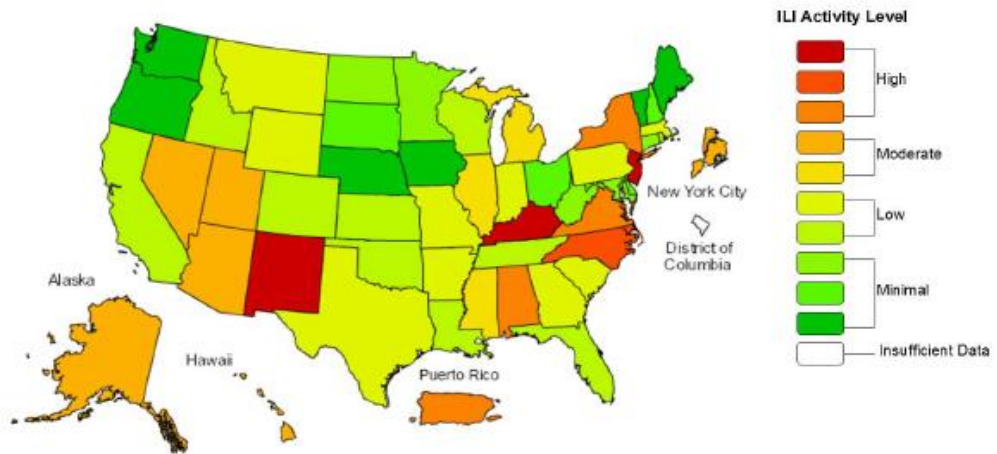 ILI Activity Level
High
Moderate
Low
Minimal
Insufficient Data
New York City
District of
Columbia
Alaska
Hawaii
Puerto Rico